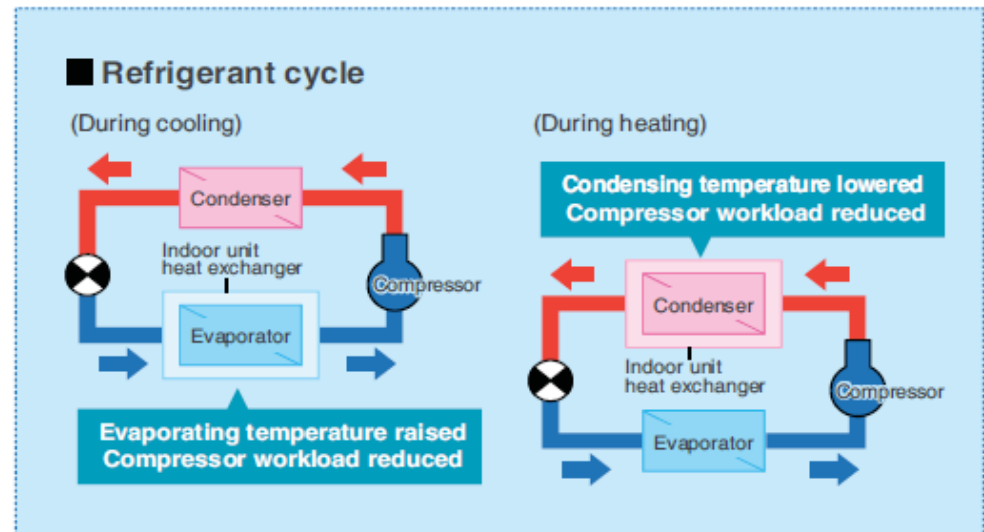 Refrigerant cycle
(During cooling)
Condenser
Indoor unit
heat exchanger
Compressor
Evaporator
Evaporating temperature raised
Compressor workload reduced
(During heating)
Condensing temperature lowered
Compressor workload reduced
Condenser
Indoor unit
heat exchanger
Compressor
Evaporator